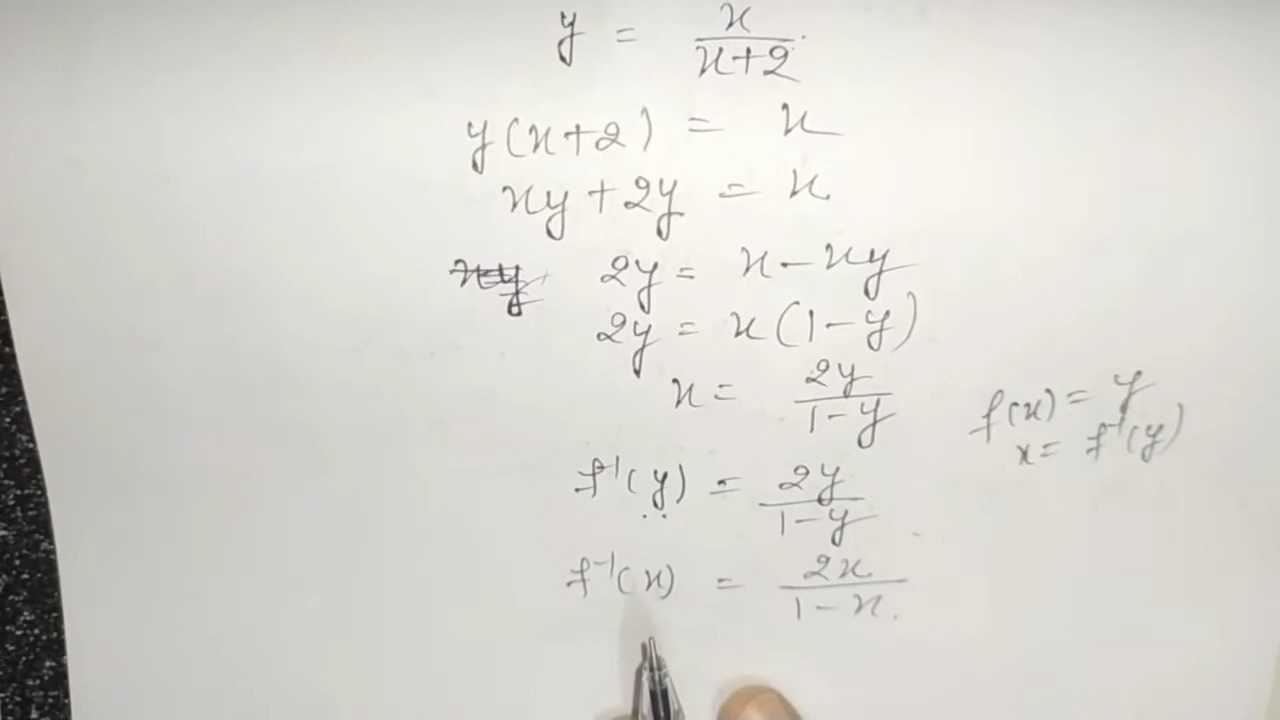 y = x/(x+2)
y(x+2) = x
xy + 2y = x
2y = x - xy
2y = x(1-y)
x = 2y/(1-y)
f(x) = y
x = f⁻¹(y)
f⁻¹(y) = 2y/(1-y)
f⁻¹(x) = 2x/(1-x)